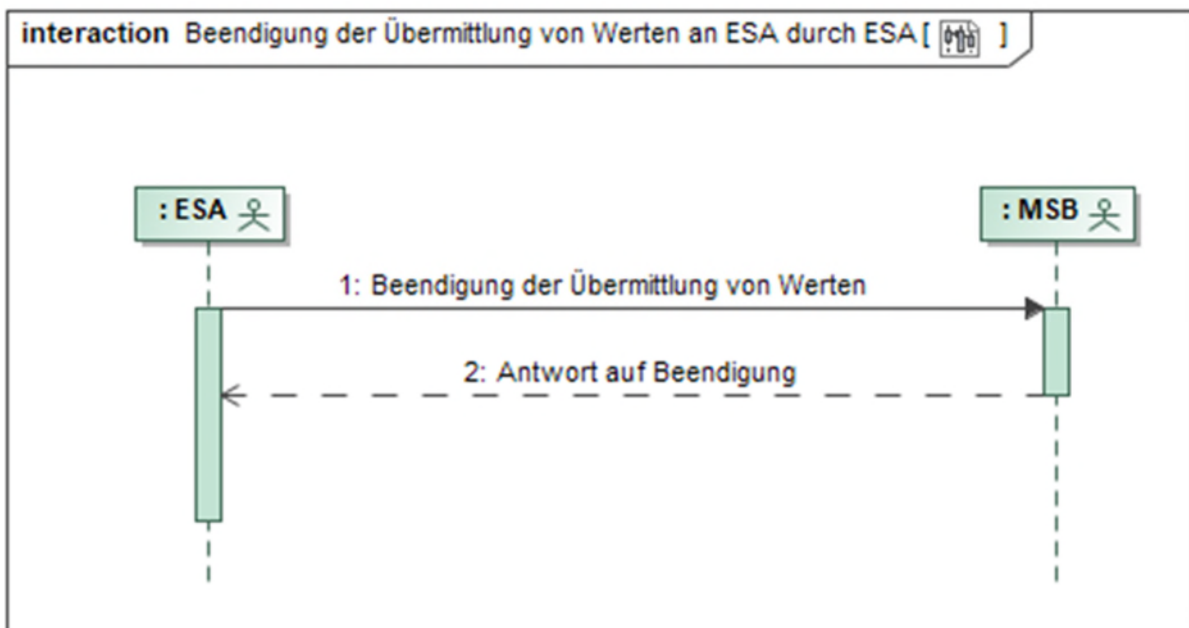 interaction Beendigung der Übermittlung von Werten an ESA durch ESA [ ]
: ESA
: MSB
1: Beendigung der Übermittlung von Werten
2: Antwort auf Beendigung